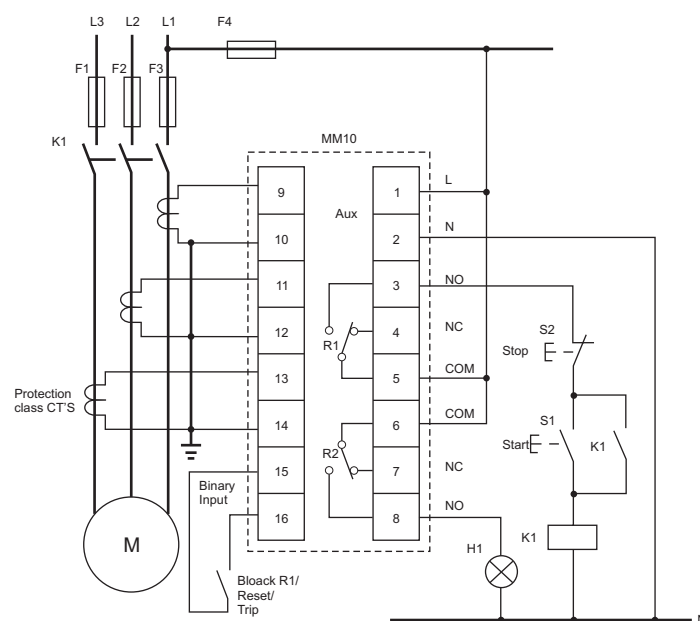 L3 L2 L1 F4
F1 F2 F3
K1
MM10
9 1 L
Aux
10 2 N
11 3 NO
S2
12 R1 4 NC
Stop
13 5 COM
Protection
class CT'S
14 6 COM
S1
Start K1
R2
15 7 NC
Binary
Input
16 8 NO
M
H1 K1
Bloack R1/
Reset/
Trip